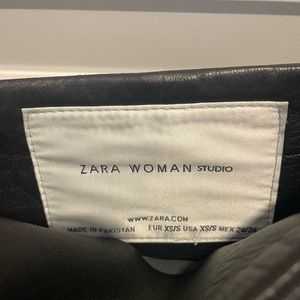 ZARA WOMAN STUDIO
WWW.ZARA.COM
MADE IN PAKISTAN EUR XS/S USA XS/S MEX 24/26